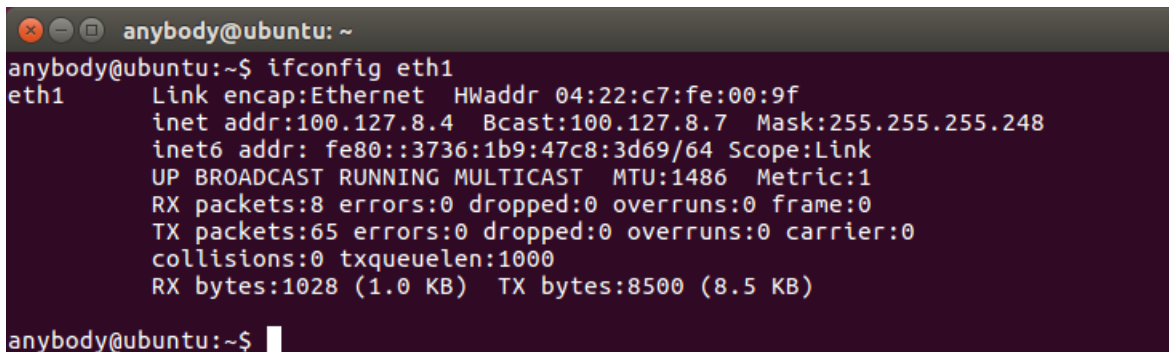 anybody@ubuntu: ~
anybody@ubuntu:~$ ifconfig eth1
eth1      Link encap:Ethernet  HWaddr 04:22:c7:fe:00:9f
          inet addr:100.127.8.4  Bcast:100.127.8.7  Mask:255.255.255.248
          inet6 addr: fe80::3736:1b9:47c8:3d69/64 Scope:Link
          UP BROADCAST RUNNING MULTICAST  MTU:1486  Metric:1
          RX packets:8 errors:0 dropped:0 overruns:0 frame:0
          TX packets:65 errors:0 dropped:0 overruns:0 carrier:0
          collisions:0 txqueuelen:1000
          RX bytes:1028 (1.0 KB)  TX bytes:8500 (8.5 KB)
anybody@ubuntu:~$